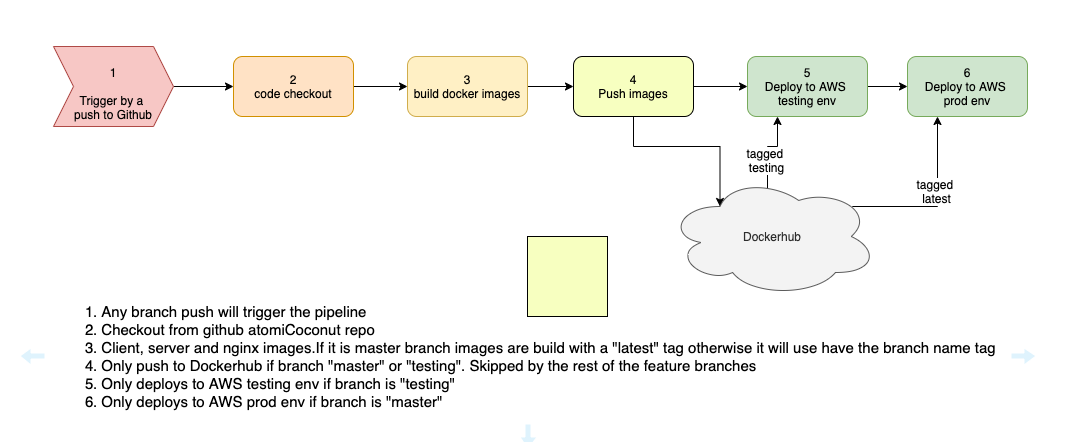 1
Trigger by a
push to Github
2
code checkout
3
build docker images
4
Push images
5
Deploy to AWS
testing env
6
Deploy to AWS
prod env
tagged
testing
tagged
latest
Dockerhub
1. Any branch push will trigger the pipeline
2. Checkout from github atomiCoconut repo
3. Client, server and nginx images.If it is master branch images are build with a "latest" tag otherwise it will use have the branch name tag
4. Only push to Dockerhub if branch "master" or "testing". Skipped by the rest of the feature branches
5. Only deploys to AWS testing env if branch is "testing"
6. Only deploys to AWS prod env if branch is "master"